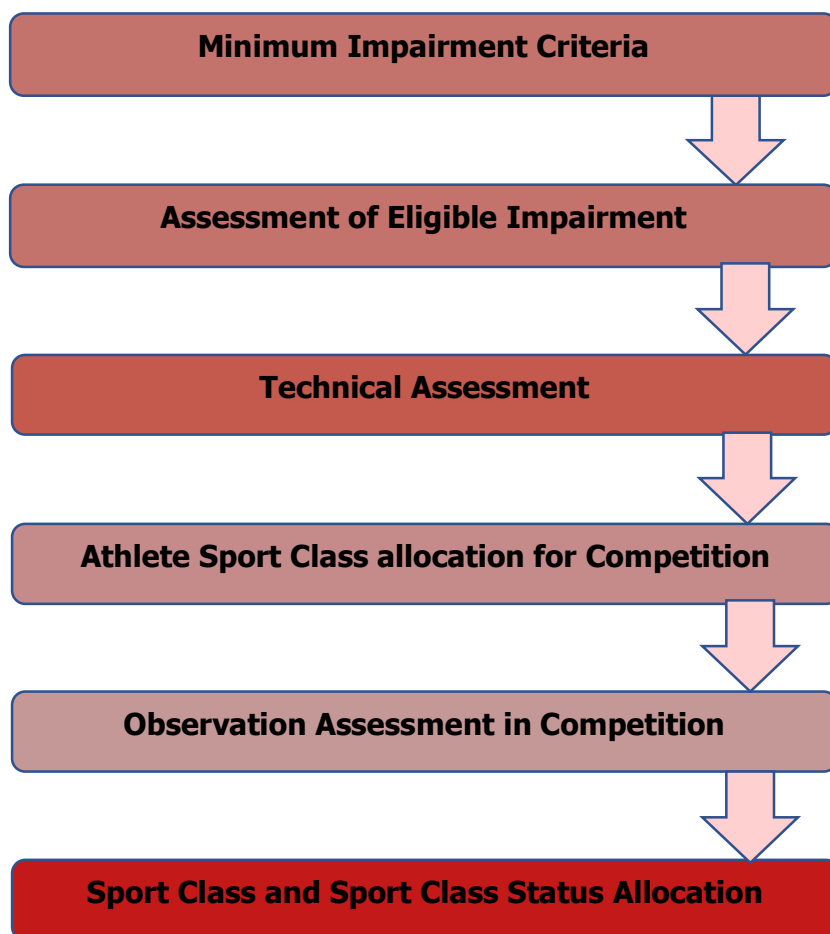 Minimum Impairment Criteria
Assessment of Eligible Impairment
Technical Assessment
Athlete Sport Class allocation for Competition
Observation Assessment in Competition
Sport Class and Sport Class Status Allocation